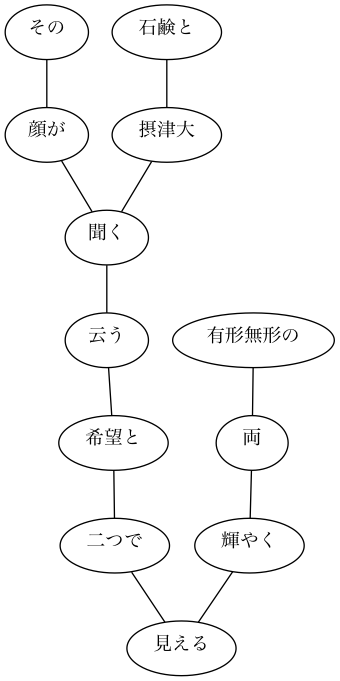 その
石鹸と
顔が
摂津大
聞く
云う
有形無形の
希望と
両
二つで
輝やく
見える